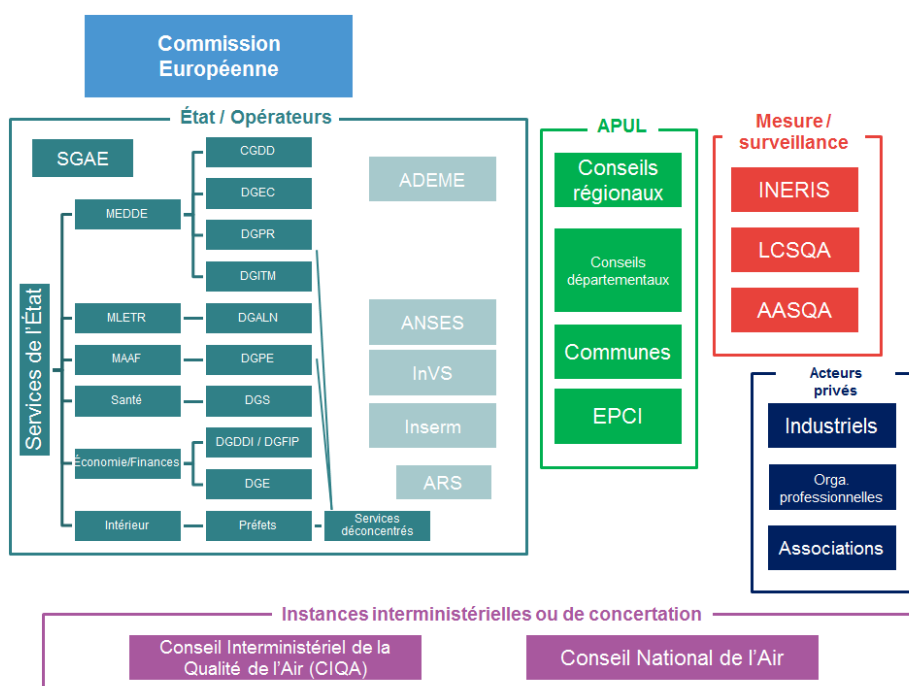 Commission
Européenne
État / Opérateurs
SGAE
Services de l'État
MEDDE
CGDD
DGEC
DGPR
DGITM
MLETR
DGALN
MAAF
DGPE
Santé
DGS
Économie/Finances
DGDDI / DGFIP
DGE
Intérieur
Préfets
Services
déconcentrés
ADEME
ANSES
InVS
Inserm
ARS
APUL
Conseils
régionaux
Conseils
départementaux
Communes
EPCI
Mesure /
surveillance
INERIS
LCSQA
AASQA
Acteurs
privés
Industriels
Orga.
professionnelles
Associations
Instances interministérielles ou de concertation
Conseil Interministériel de la
Qualité de l'Air (CIQA)
Conseil National de l'Air